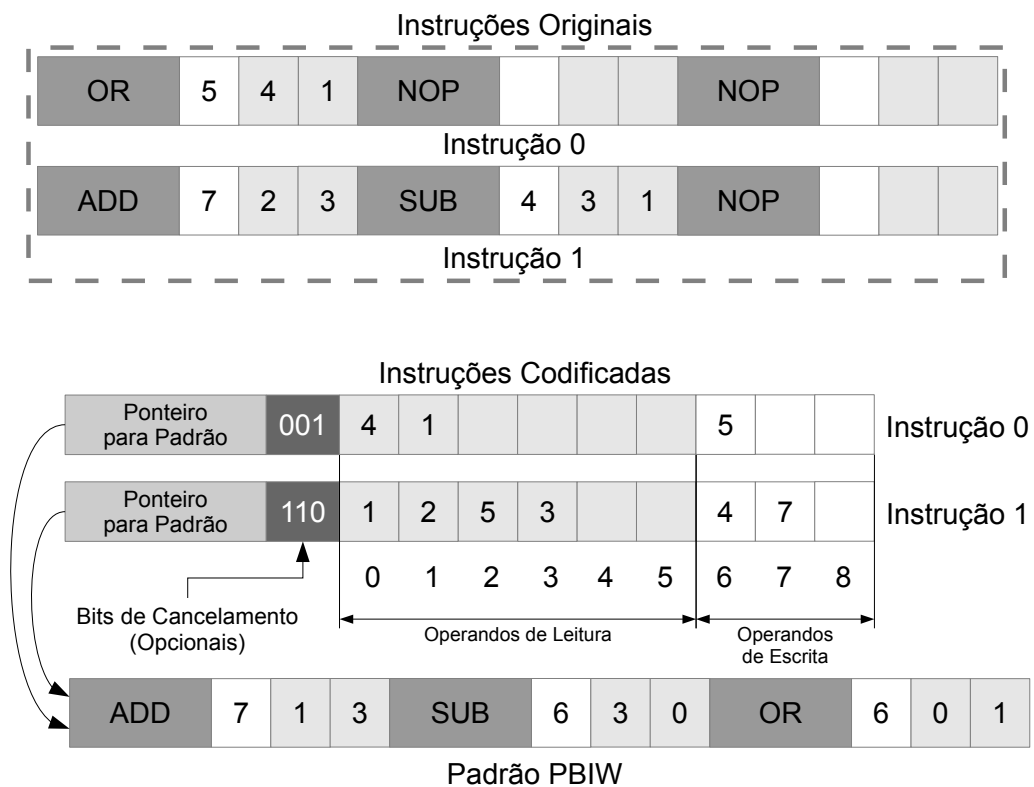 Instruções Originais
OR 5 4 1 NOP NOP
Instrução 0
ADD 7 2 3 SUB 4 3 1 NOP
Instrução 1
Instruções Codificadas
Ponteiro
para Padrão
001 4 1 5 Instrução 0
Ponteiro
para Padrão
110 1 2 5 3 4 7 Instrução 1
0 1 2 3 4 5 6 7 8
Bits de Cancelamento
(Opcionais)
Operandos de Leitura
Operandos
de Escrita
ADD 7 1 3 SUB 6 3 0 OR 6 0 1
Padrão PBIW